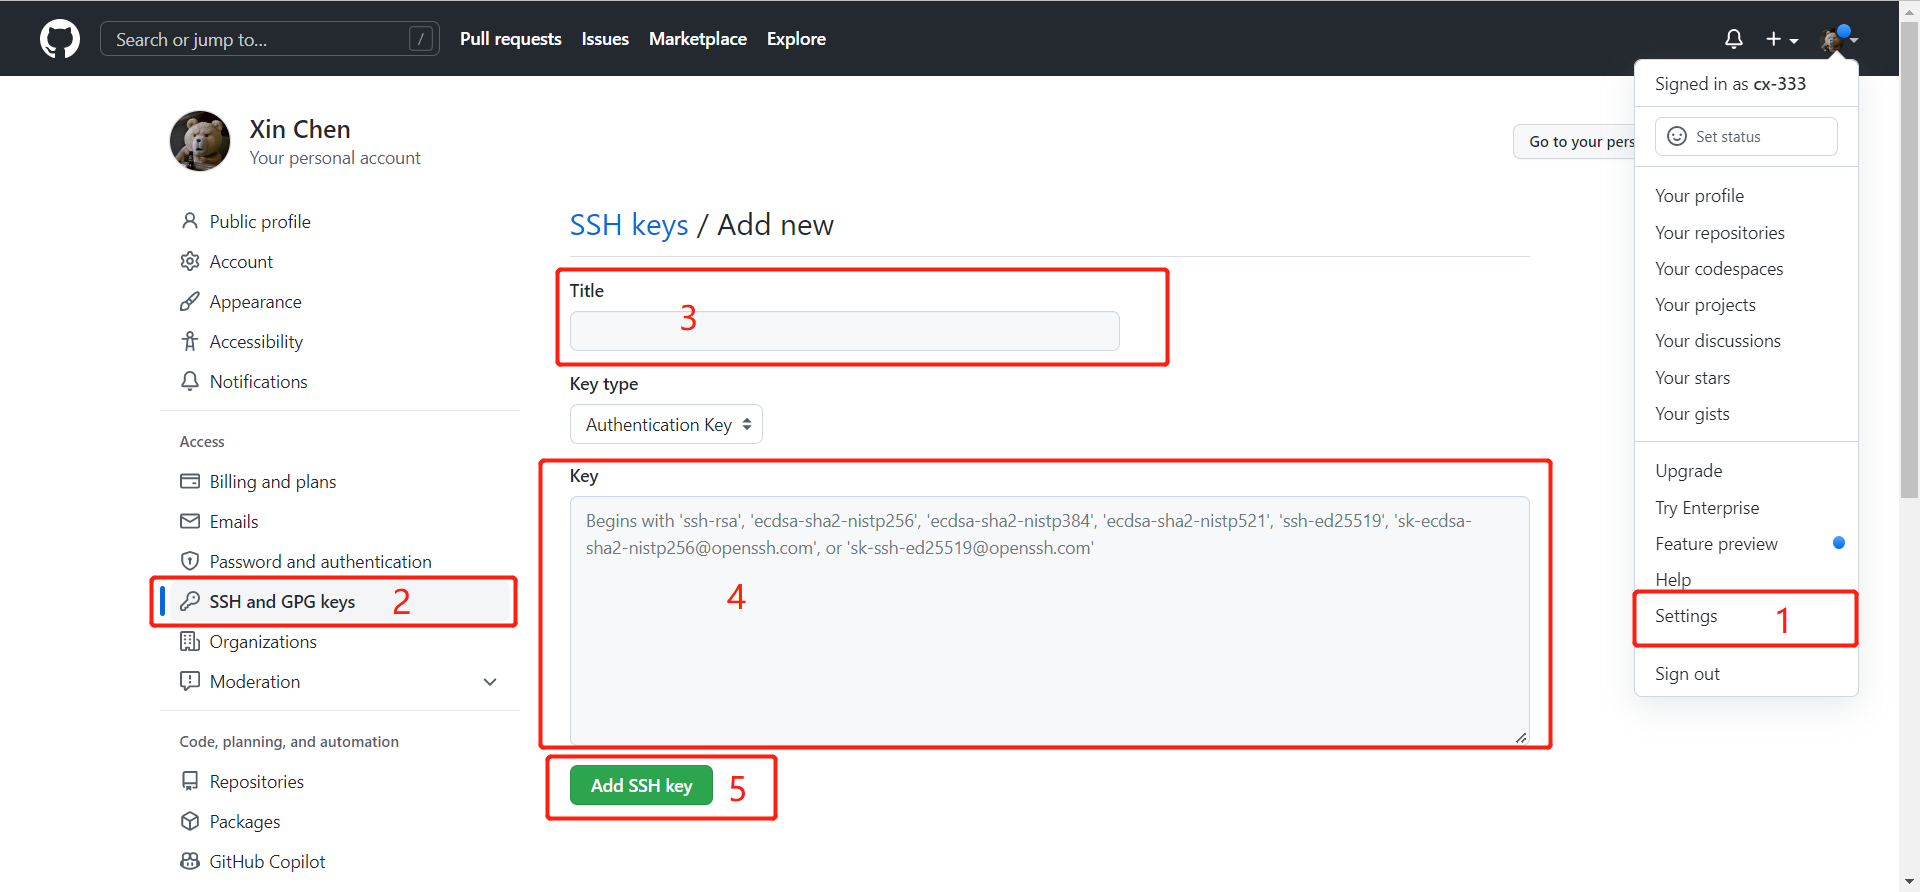 Search or jump to...
/
Pull requests
Issues
Marketplace
Explore
Signed in as cx-333
Set status
Your profile
Your repositories
Your codespaces
Your projects
Your discussions
Your stars
Your gists
Upgrade
Try Enterprise
Feature preview
Help
Settings
1
Sign out
Xin Chen
Your personal account
Go to your pers
Public profile
Account
Appearance
Accessibility
Notifications
Access
Billing and plans
Emails
Password and authentication
SSH and GPG keys
2
Organizations
Moderation
Code, planning, and automation
Repositories
Packages
GitHub Copilot
SSH keys / Add new
Title
3
Key type
Authentication Key
Key
Begins with 'ssh-rsa', 'ecdsa-sha2-nistp256', 'ecdsa-sha2-nistp384', 'ecdsa-sha2-nistp521', 'ssh-ed25519', 'sk-ecdsa-
sha2-nistp256@openssh.com', or 'sk-ssh-ed25519@openssh.com'
4
Add SSH key
5